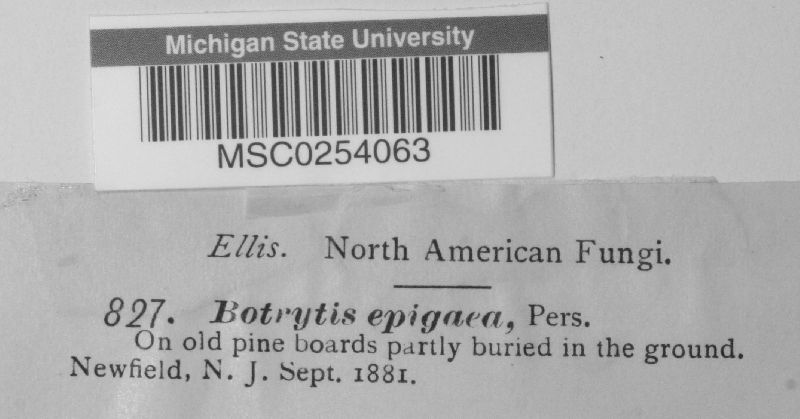 Michigan State University
MSC0254063
Ellis. North American Fungi.
827. Botrytis epigaea, Pers.
On old pine boards partly buried in the ground.
Newfield, N. J. Sept. 1881.